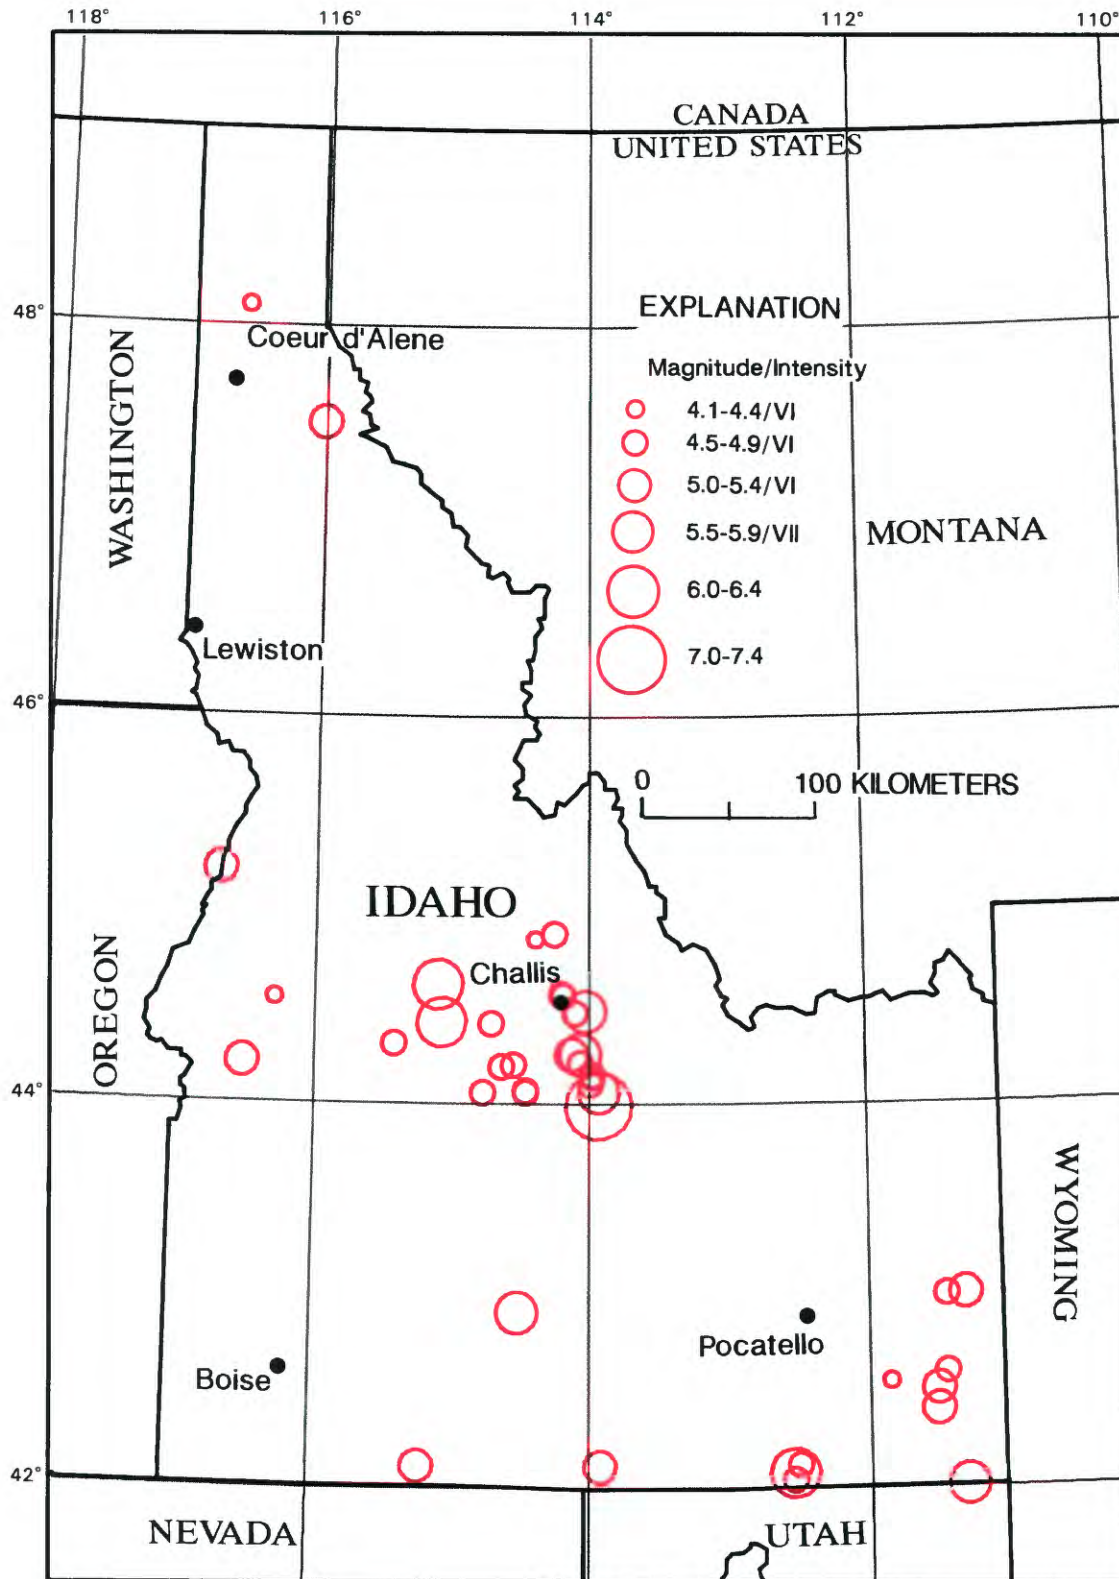 118° 116° 114° 112° 110°
CANADA
UNITED STATES
48°
EXPLANATION
Coeur d'Alene
WASHINGTON
Magnitude/Intensity
4.1-4.4/VI
4.5-4.9/VI
5.0-5.4/VI
5.5-5.9/VII
6.0-6.4
7.0-7.4
MONTANA
Lewiston
46°
0 100 KILOMETERS
IDAHO
Challis
OREGON
44°
WYOMING
Pocatello
Boise
42°
NEVADA
UTAH